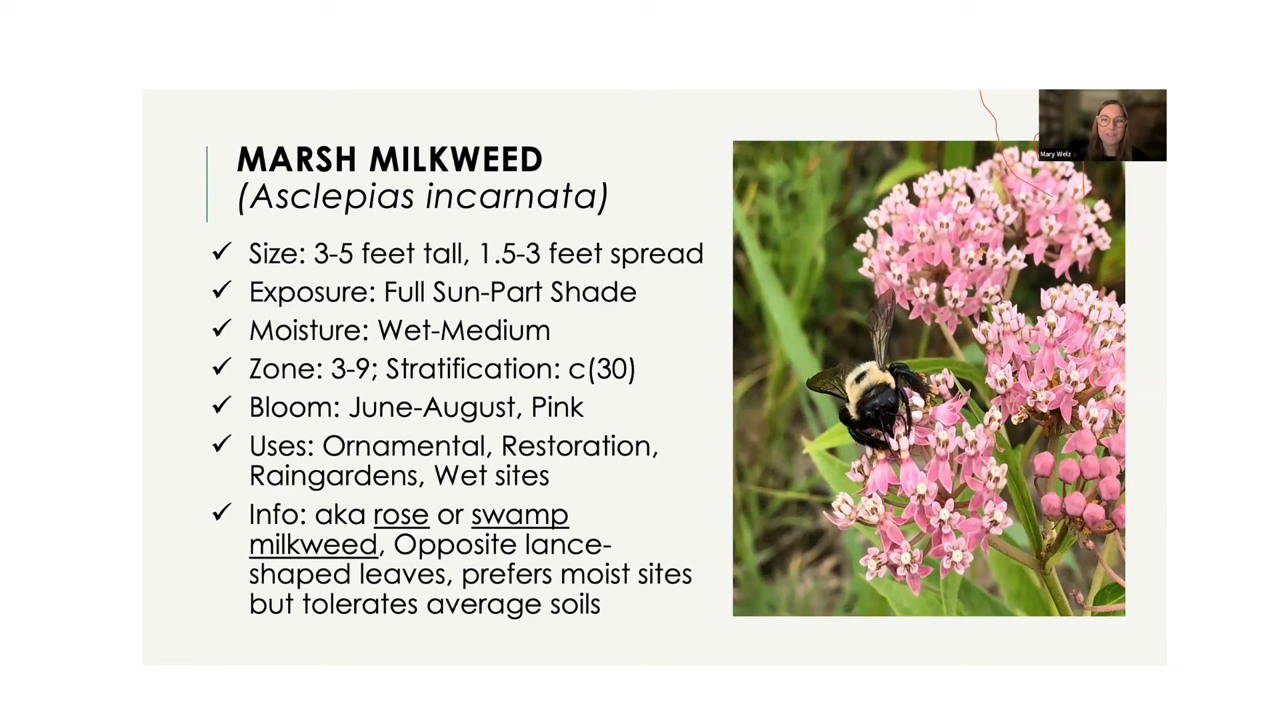 Mary Welz
MARSH MILKWEED
(Asclepias incarnata)
✓ Size: 3-5 feet tall, 1.5-3 feet spread
✓ Exposure: Full Sun-Part Shade
✓ Moisture: Wet-Medium
✓ Zone: 3-9; Stratification: c(30)
✓ Bloom: June-August, Pink
✓ Uses: Ornamental, Restoration,
Raingardens, Wet sites
✓ Info: aka rose or swamp
milkweed, Opposite lance-
shaped leaves, prefers moist sites
but tolerates average soils